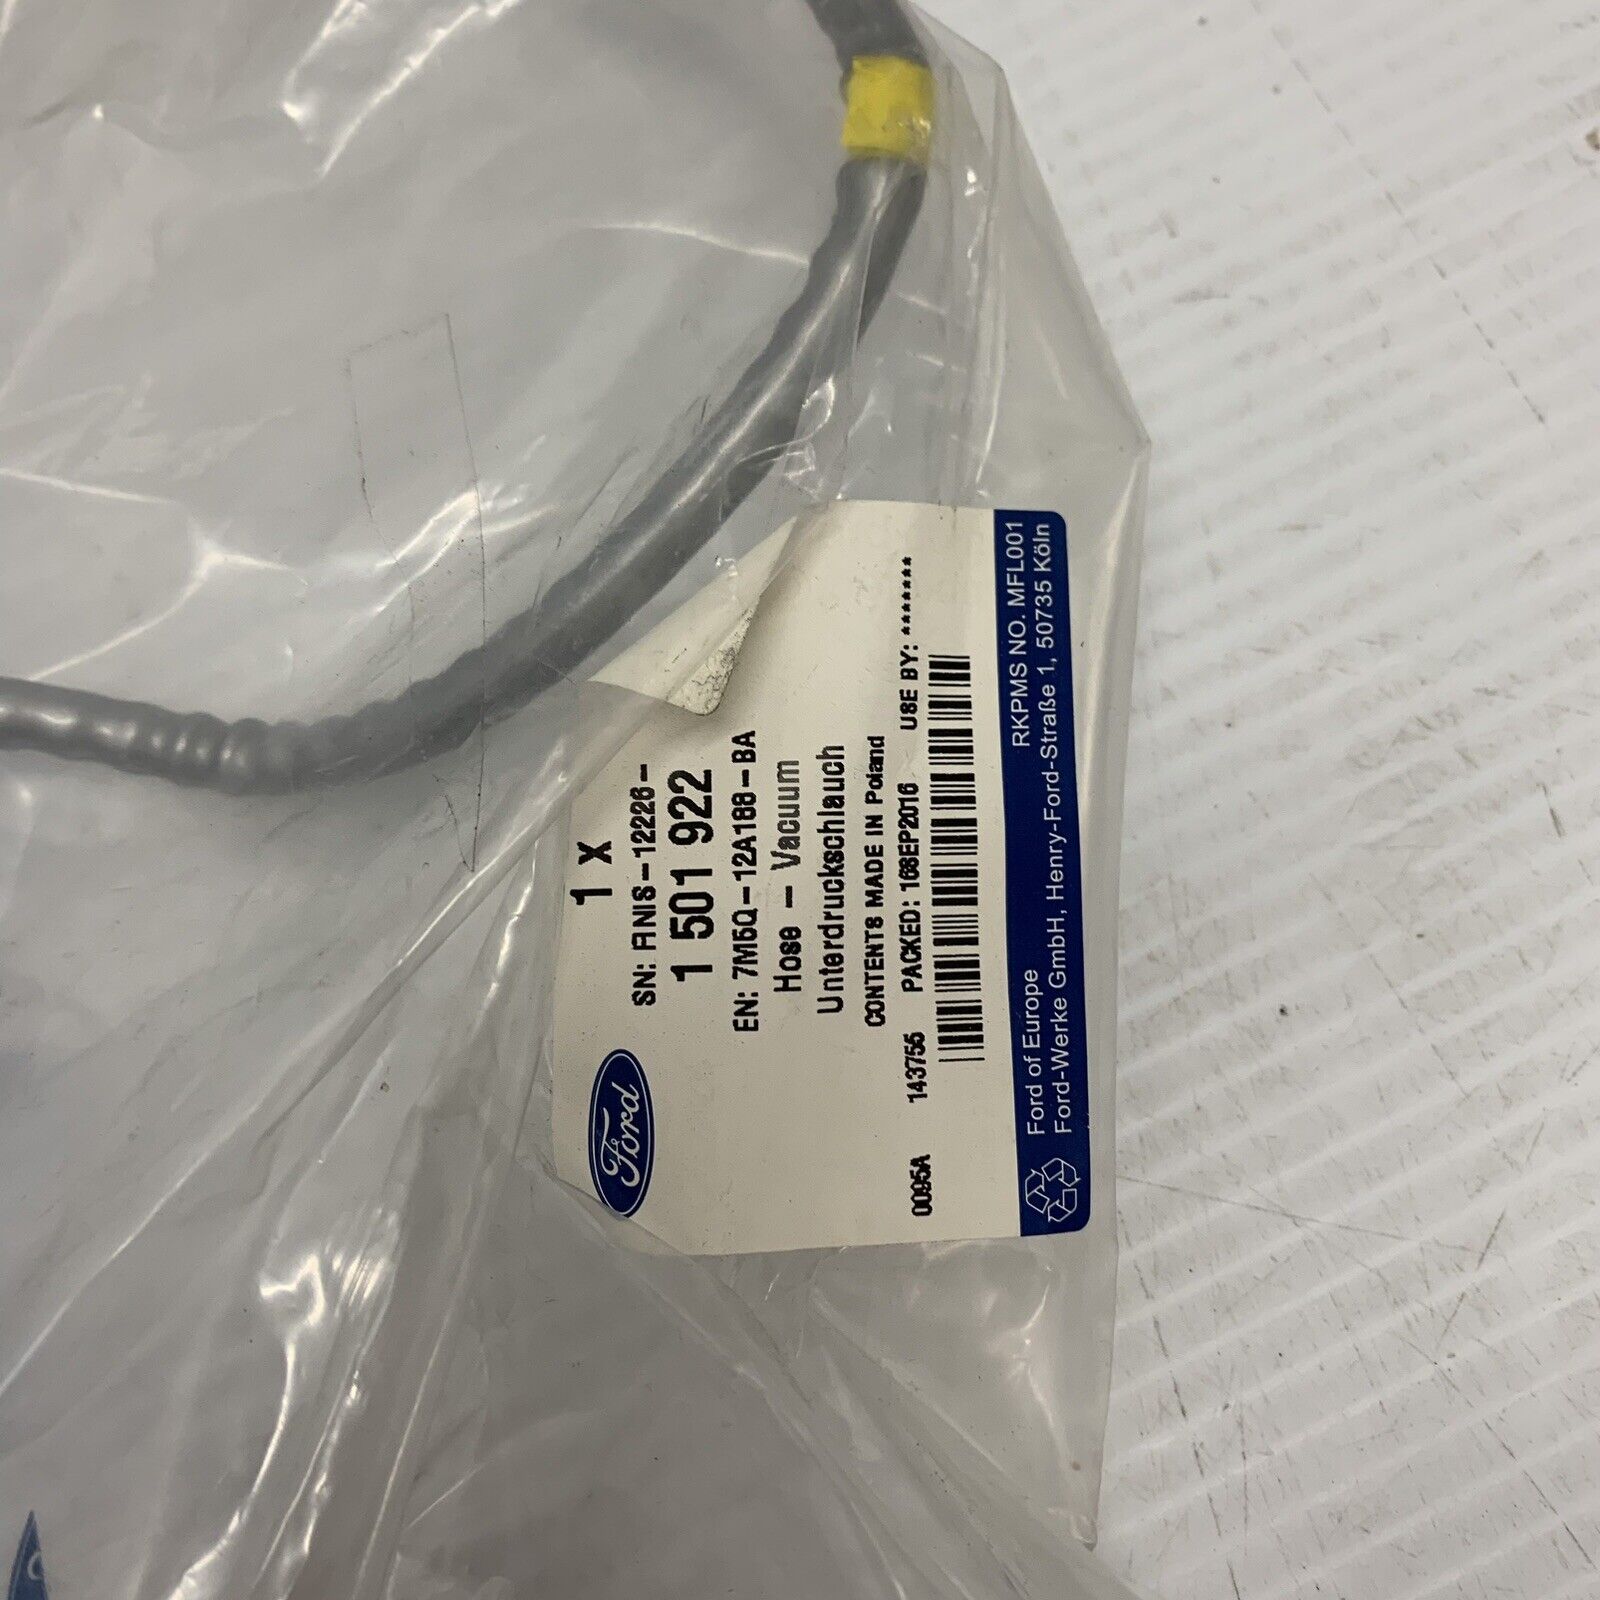 1 X
SN: FINIS-12226-
1 501 922
EN: 7M5Q-12A188-BA
Hose - Vacuum
Unterdruckschlauch
CONTENTS MADE IN Poland
143755 PACKED: 16SEP2016 USE BY: *******
0095A
Ford
RKPMS NO. MFL001
Ford of Europe
Ford-Werke GmbH, Henry-Ford-Straße 1, 50735 Köln